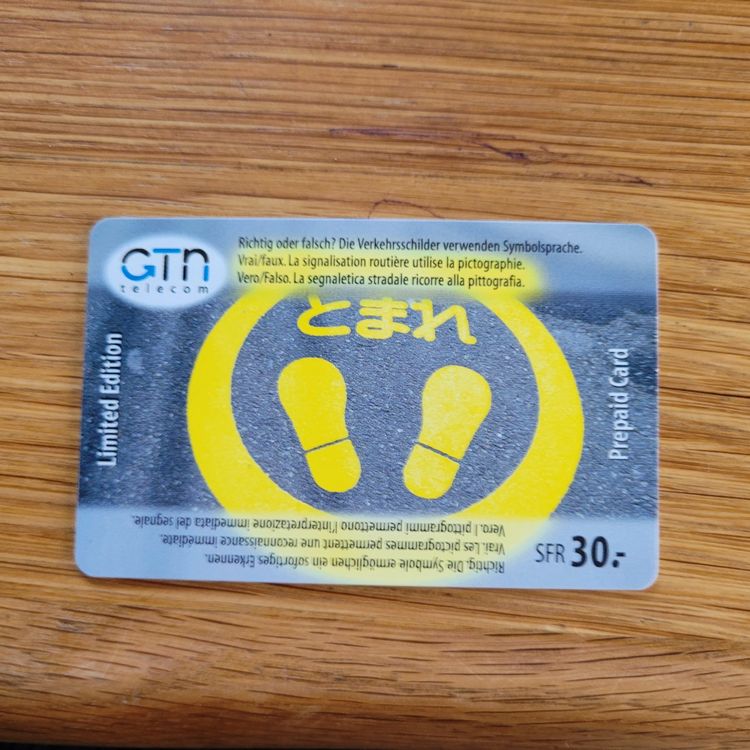 GTN
telecom
Richtig oder falsch? Die Verkehrsschilder verwenden Symbolsprache.
Vrai/faux. La signalisation routière utilise la pictographie.
Vero/Falso. La segnaletica stradale ricorre alla pittografia.
とまれ
Limited Edition
Prepaid Card
Richtig. Die Symbole ermöglichen ein sofortiges Erkennen.
Vrai. Les pictogrammes permettent une reconnaissance immédiate.
Vero. I pittogrammi permettono l'interpretazione immediata del segnale.
SFR 30.-